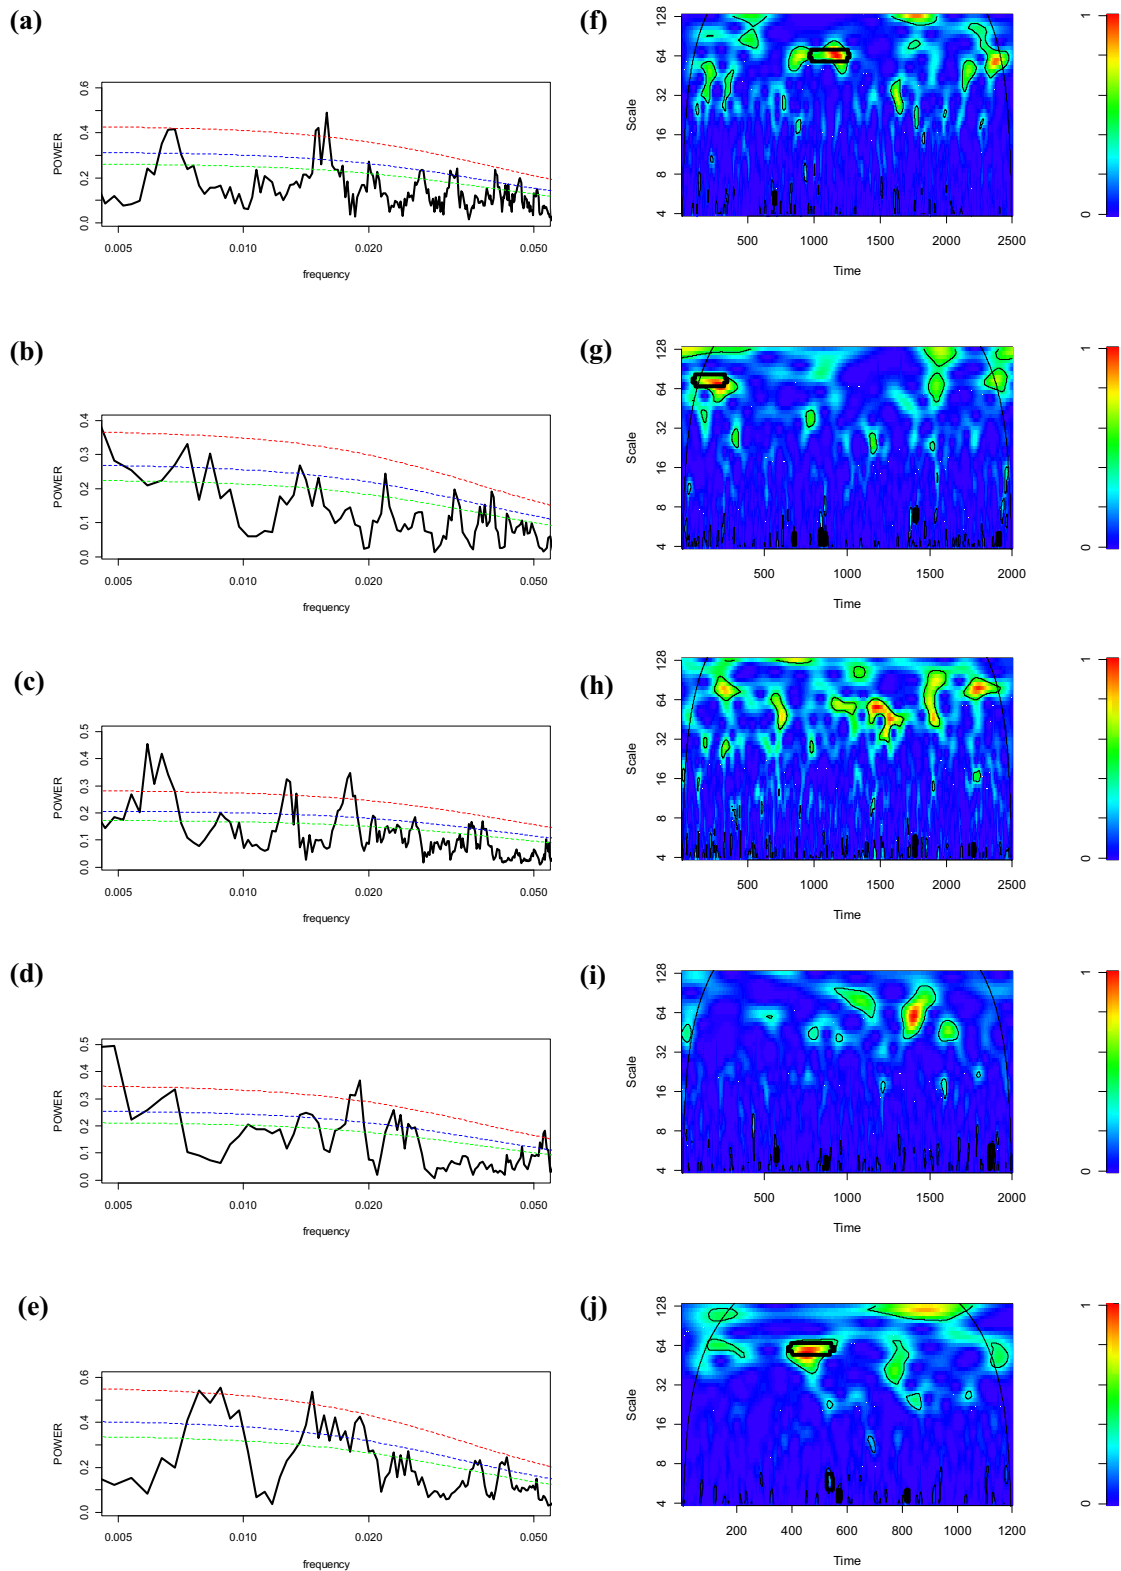 (a)
POWER
0.0 0.2 0.4 0.6
0.005 0.010 0.020 0.050
frequency
(f)
Scale
4 8 16 32 64 128
500 1000 1500 2000 2500
Time
0 1
(b)
POWER
0.0 0.1 0.2 0.3 0.4
0.005 0.010 0.020 0.050
frequency
(g)
Scale
4 8 16 32 64 128
500 1000 1500 2000
Time
0 1
(c)
POWER
0.0 0.1 0.2 0.3 0.4 0.5
0.005 0.010 0.020 0.050
frequency
(h)
Scale
4 8 16 32 64 128
500 1000 1500 2000 2500
Time
0 1
(d)
POWER
0.0 0.1 0.2 0.3 0.4 0.5
0.005 0.010 0.020 0.050
frequency
(i)
Scale
4 8 16 32 64 128
500 1000 1500 2000
Time
0 1
(e)
POWER
0.0 0.2 0.4 0.6
0.005 0.010 0.020 0.050
frequency
(j)
Scale
4 8 16 32 64 128
200 400 600 800 1000 1200
Time
0 1